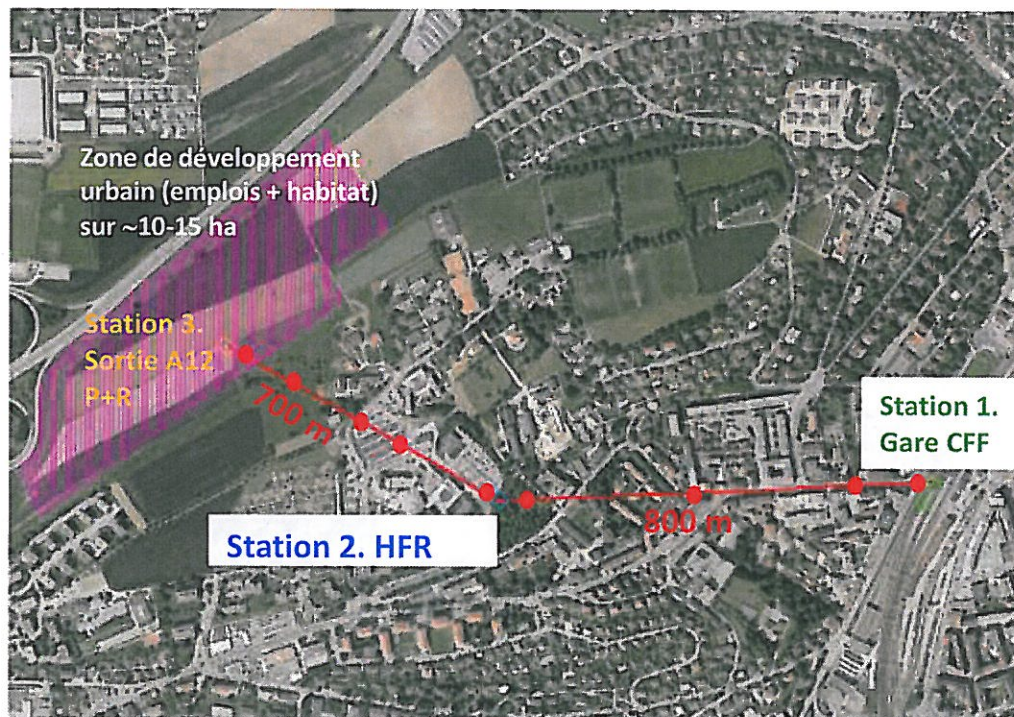 Zone de développement
urbain (emplois + habitat)
sur ~10-15 ha
Station 3.
Sortie A12
P+R
700 m
Station 2. HFR
800 m
Station 1.
Gare CFF